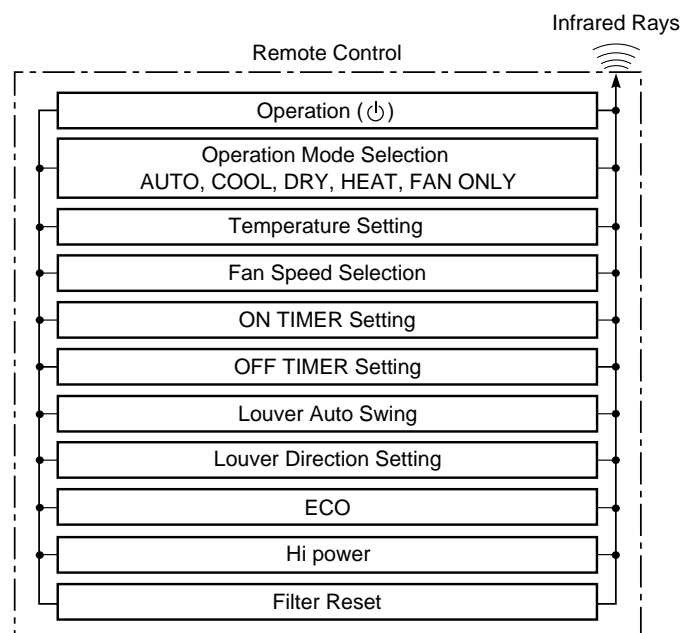 Infrared Rays
Remote Control
Operation (⏻)
Operation Mode Selection
AUTO, COOL, DRY, HEAT, FAN ONLY
Temperature Setting
Fan Speed Selection
ON TIMER Setting
OFF TIMER Setting
Louver Auto Swing
Louver Direction Setting
ECO
Hi power
Filter Reset